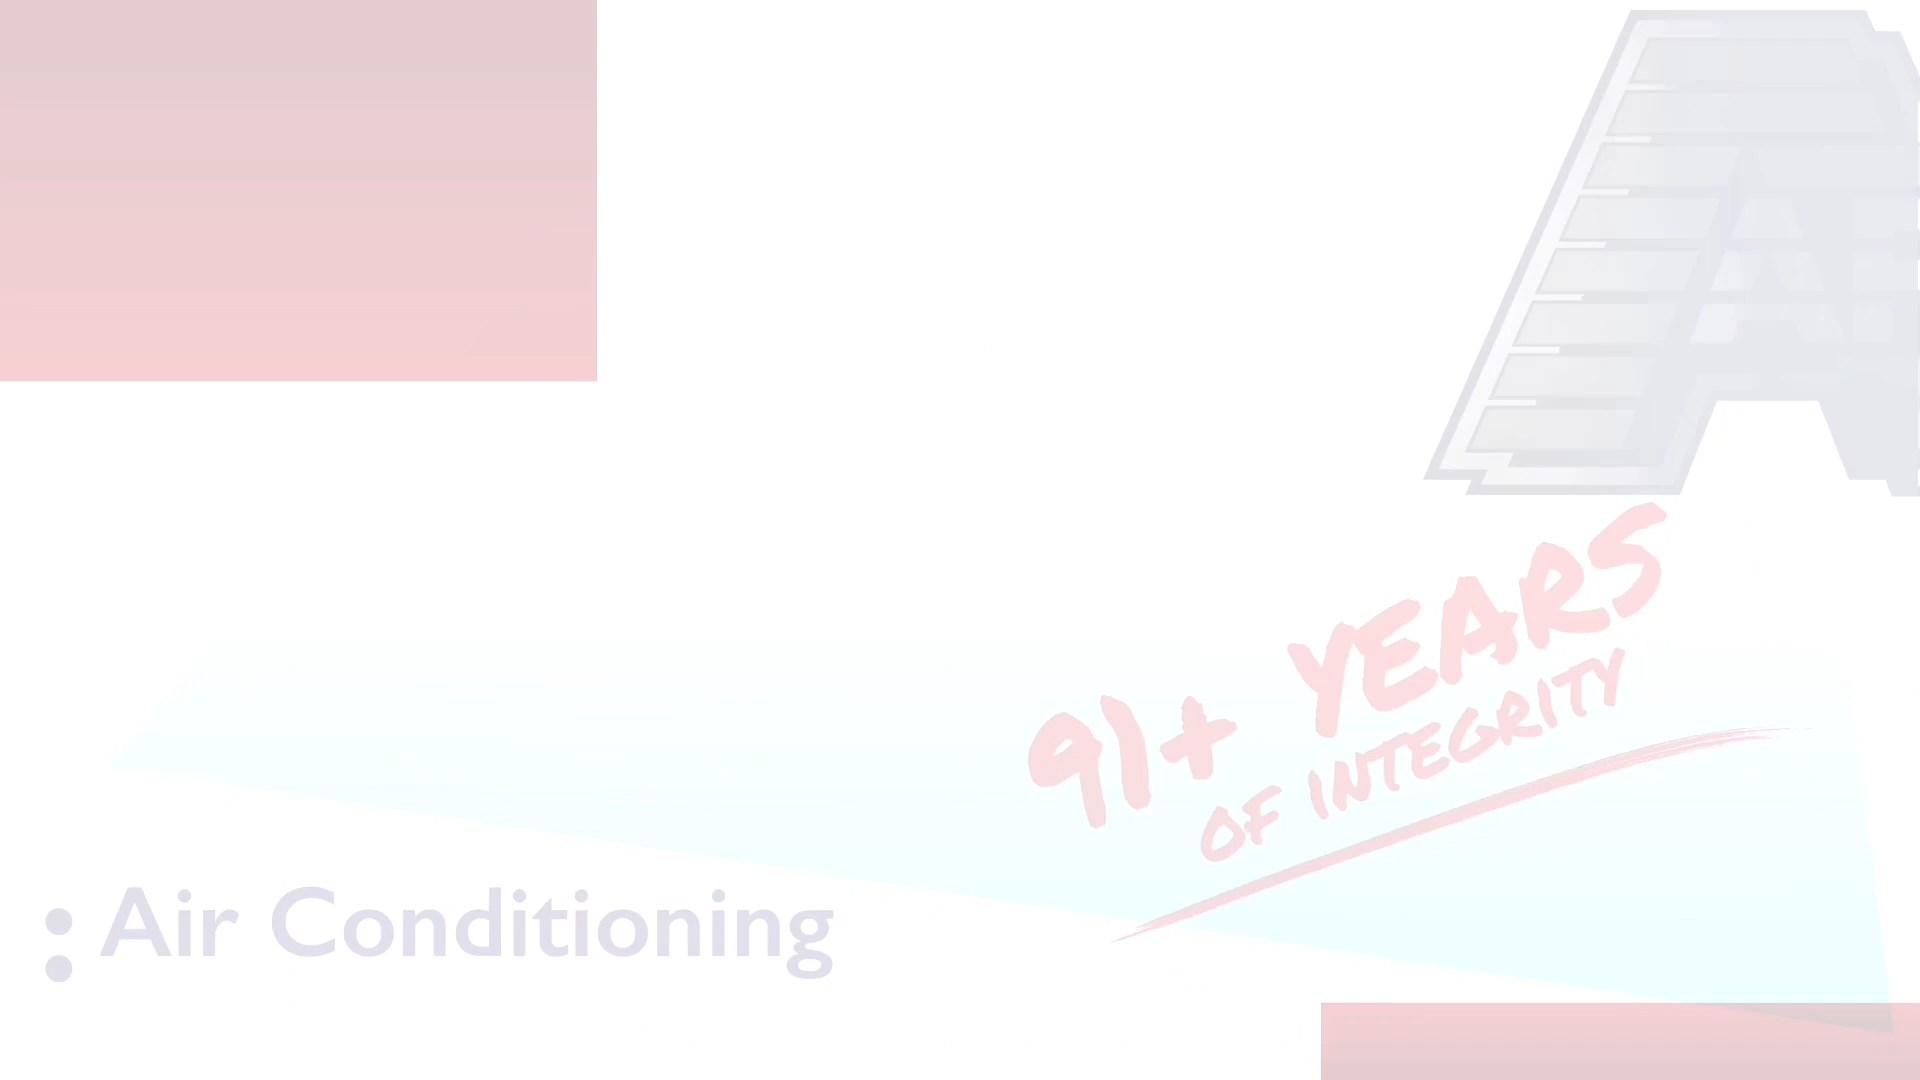 91+ YEARS
OF INTEGRITY
: Air Conditioning